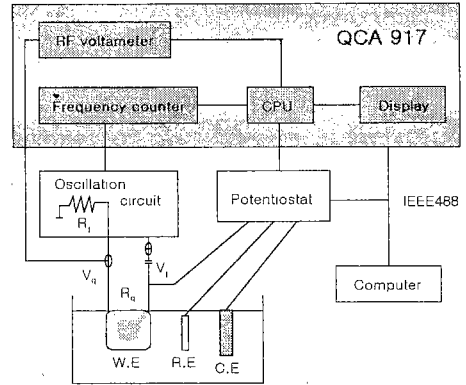 RF voltameter
QCA 917
Frequency counter
CPU
Display
Oscillation
circuit
R₁
Potentiostat
IEEE488
Computer
Vq
V₁
Rq
W.E
R.E
C.E